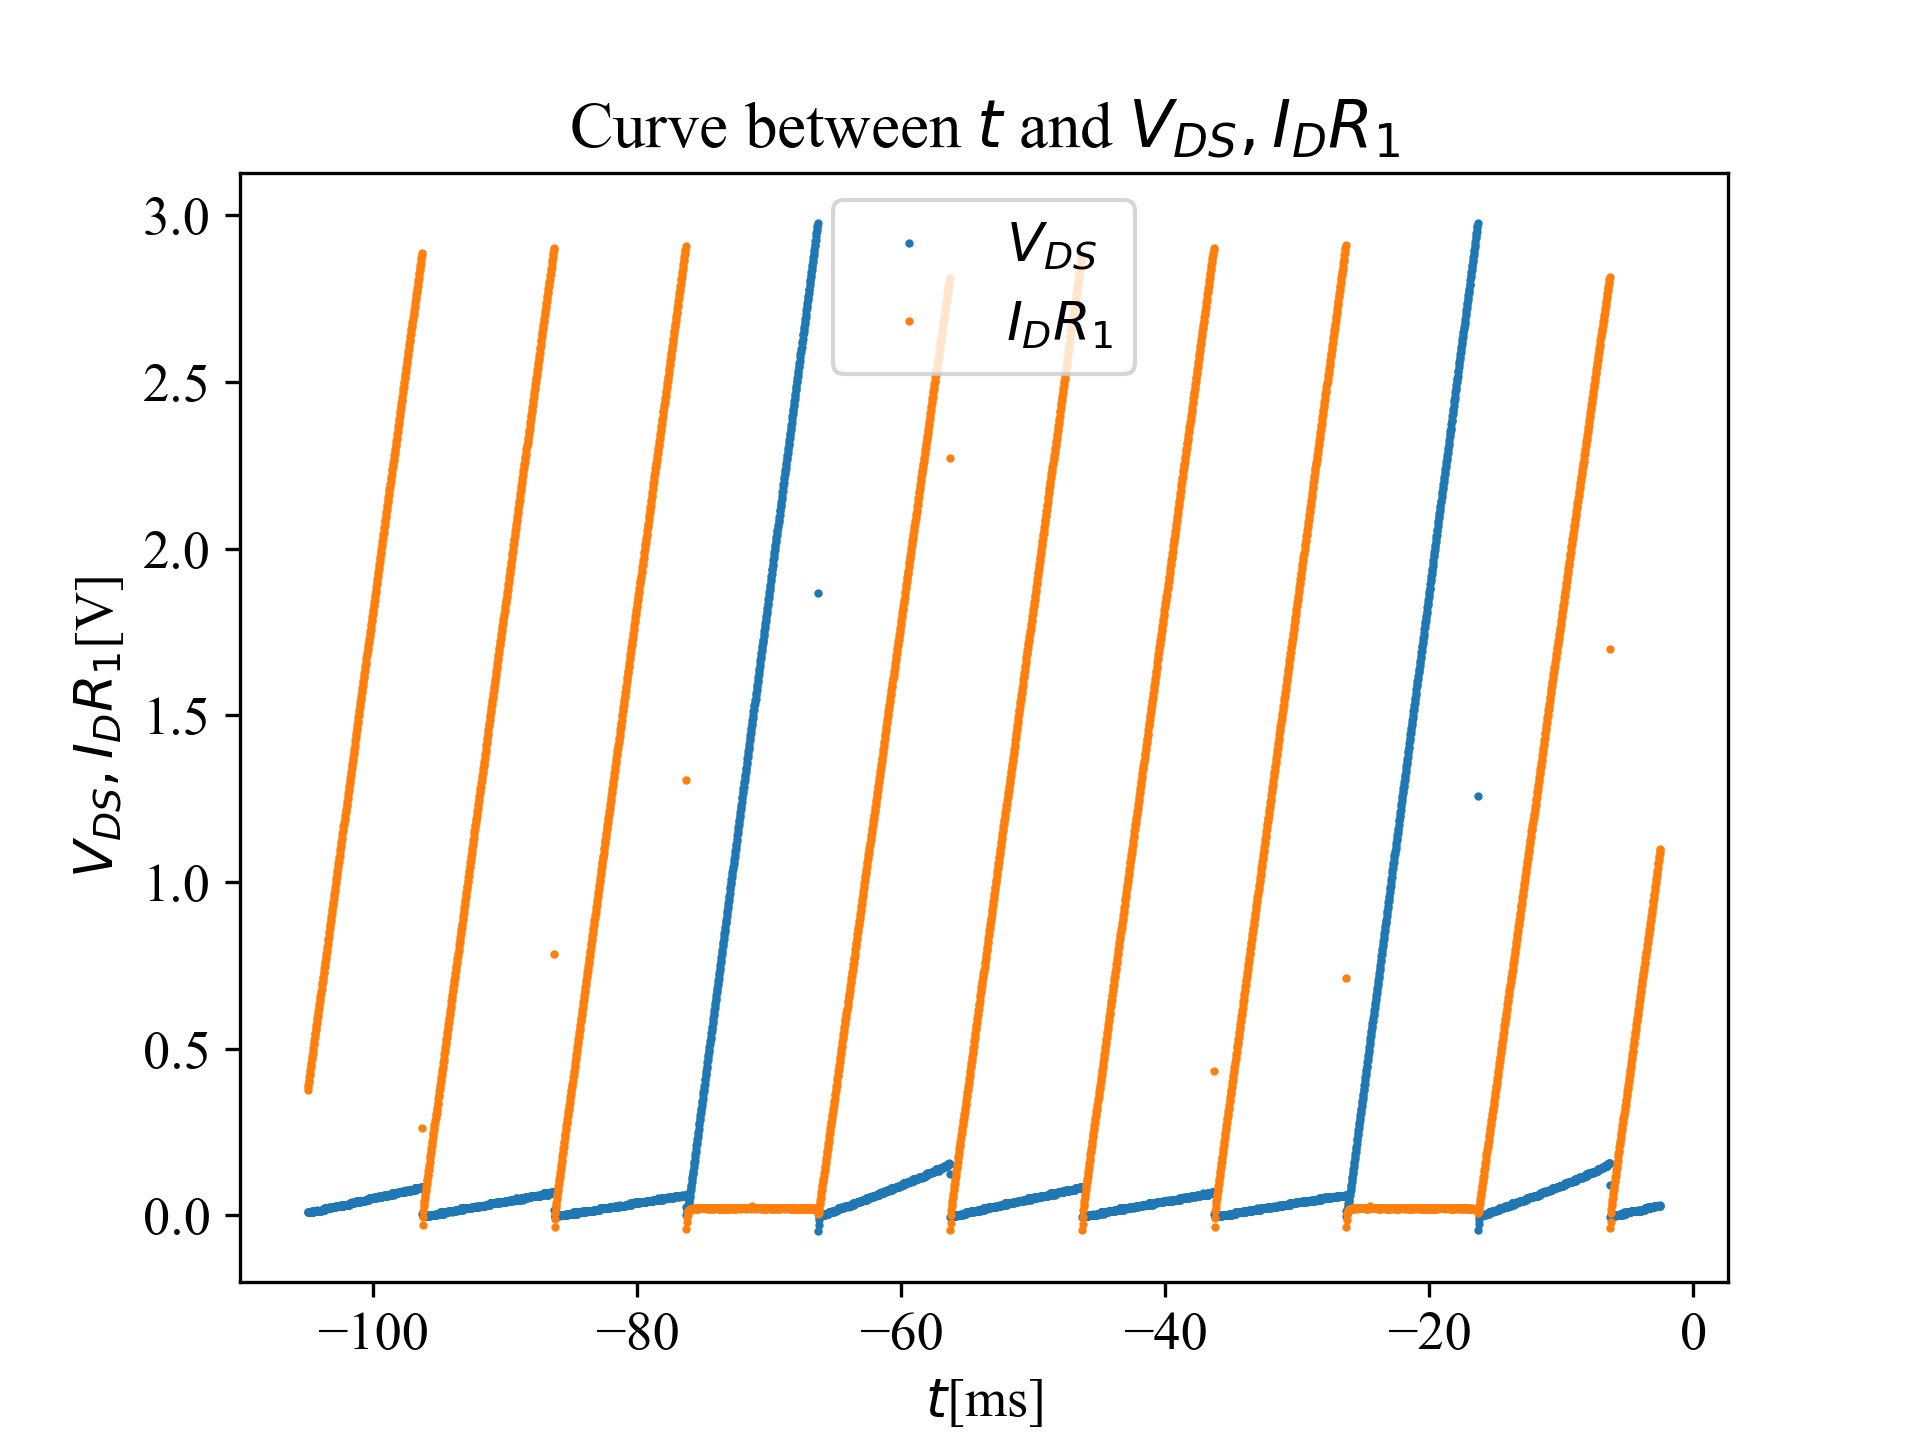 Curve between t and V_DS, I_DR_1
V_DS
I_DR_1
V_DS, I_DR_1[V]
3.0
2.5
2.0
1.5
1.0
0.5
0.0
−100
−80
−60
−40
−20
0
t[ms]